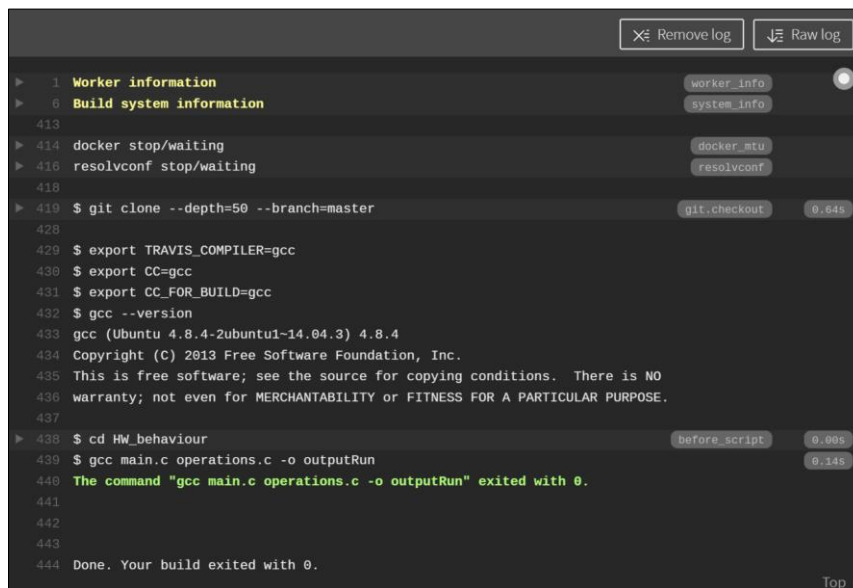 Remove log Raw log
1 Worker information worker_info
6 Build system information system_info
413
414 docker stop/waiting docker_mtu
416 resolvconf stop/waiting resolvconf
418
419 $ git clone --depth=50 --branch=master git.checkout 0.64s
428
429 $ export TRAVIS_COMPILER=gcc
430 $ export CC=gcc
431 $ export CC_FOR_BUILD=gcc
432 $ gcc --version
433 gcc (Ubuntu 4.8.4-2ubuntu1~14.04.3) 4.8.4
434 Copyright (C) 2013 Free Software Foundation, Inc.
435 This is free software; see the source for copying conditions.  There is NO
436 warranty; not even for MERCHANTABILITY or FITNESS FOR A PARTICULAR PURPOSE.
437
438 $ cd HW_behaviour before_script 0.00s
439 $ gcc main.c operations.c -o outputRun 0.14s
440 The command "gcc main.c operations.c -o outputRun" exited with 0.
441
442
443
444 Done. Your build exited with 0.
Top